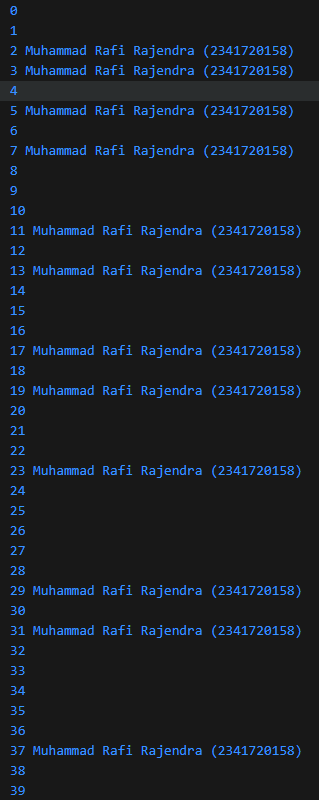 0
1
2 Muhammad Rafi Rajendra (2341720158)
3 Muhammad Rafi Rajendra (2341720158)
4
5 Muhammad Rafi Rajendra (2341720158)
6
7 Muhammad Rafi Rajendra (2341720158)
8
9
10
11 Muhammad Rafi Rajendra (2341720158)
12
13 Muhammad Rafi Rajendra (2341720158)
14
15
16
17 Muhammad Rafi Rajendra (2341720158)
18
19 Muhammad Rafi Rajendra (2341720158)
20
21
22
23 Muhammad Rafi Rajendra (2341720158)
24
25
26
27
28
29 Muhammad Rafi Rajendra (2341720158)
30
31 Muhammad Rafi Rajendra (2341720158)
32
33
34
35
36
37 Muhammad Rafi Rajendra (2341720158)
38
39